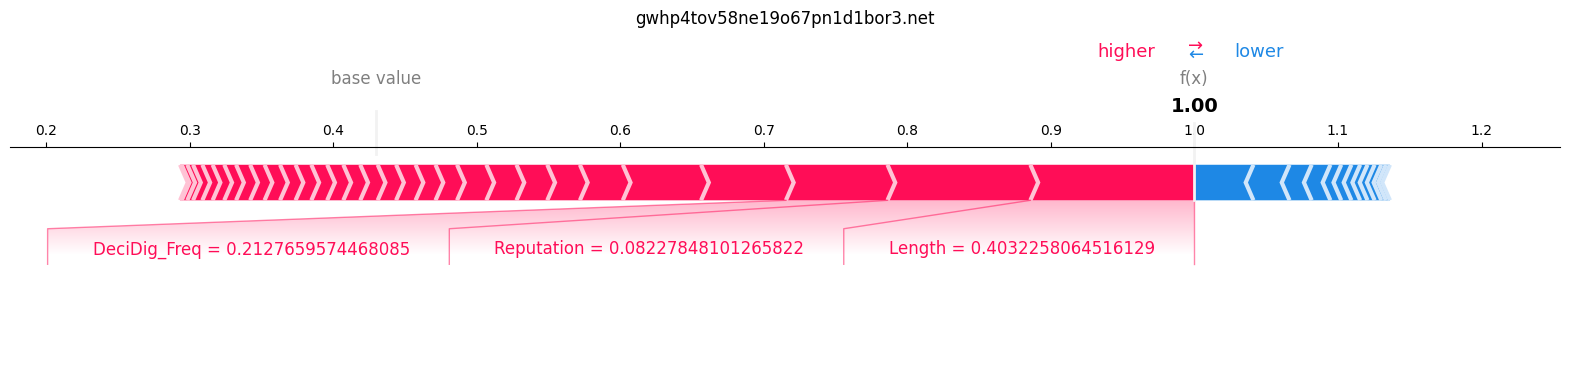 gwhp4tov58ne19o67pn1d1bor3.net
higher → ← lower
base value f(x)
1.00
0.2 0.3 0.4 0.5 0.6 0.7 0.8 0.9 1.0 1.1 1.2
DeciDig_Freq = 0.2127659574468085 Reputation = 0.08227848101265822 Length = 0.4032258064516129